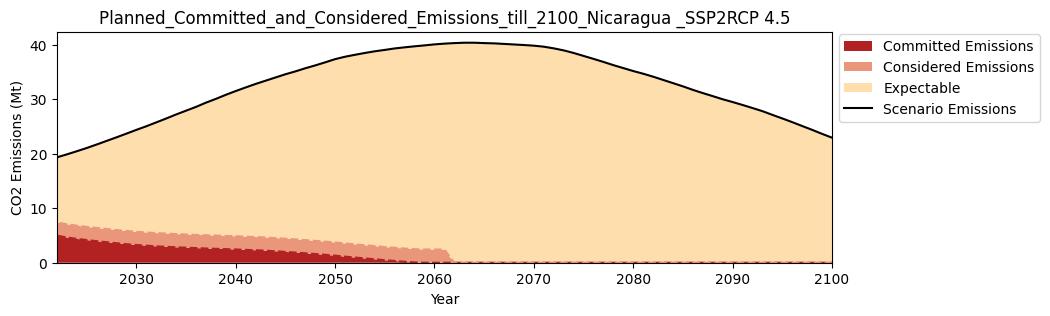 Planned_Committed_and_Considered_Emissions_till_2100_Nicaragua _SSP2RCP 4.5
CO2 Emissions (Mt)
40
30
20
10
0
2030 2040 2050 2060 2070 2080 2090 2100
Year
Committed Emissions
Considered Emissions
Expectable
Scenario Emissions